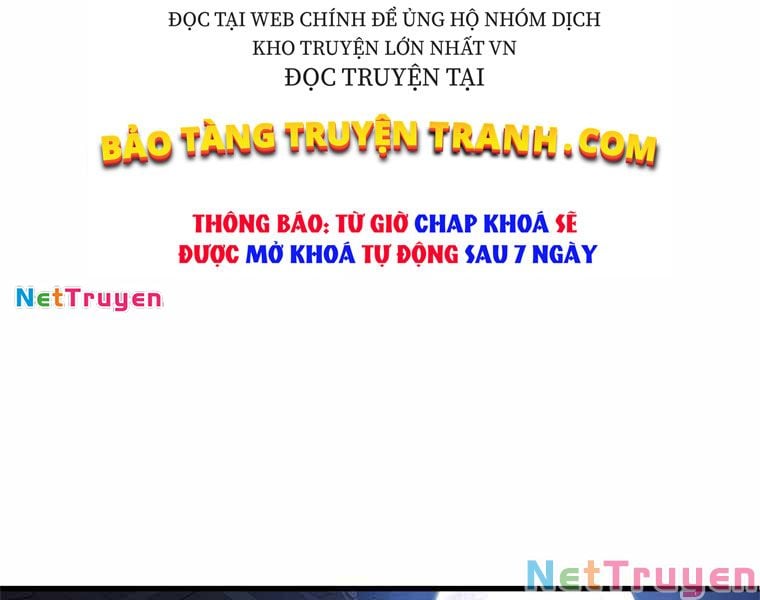 ĐỌC TẠI WEB CHÍNH ĐỂ ỦNG HỘ NHÓM DỊCH
KHO TRUYỆN LỚN NHẤT VN
ĐỌC TRUYỆN TẠI
BẢO TÀNG TRUYỆN TRANH.COM
THÔNG BÁO: TỪ GIỜ CHAP KHOÁ SẼ
ĐƯỢC MỞ KHOÁ TỰ ĐỘNG SAU 7 NGÀY
NetTruyen
NetTruyen